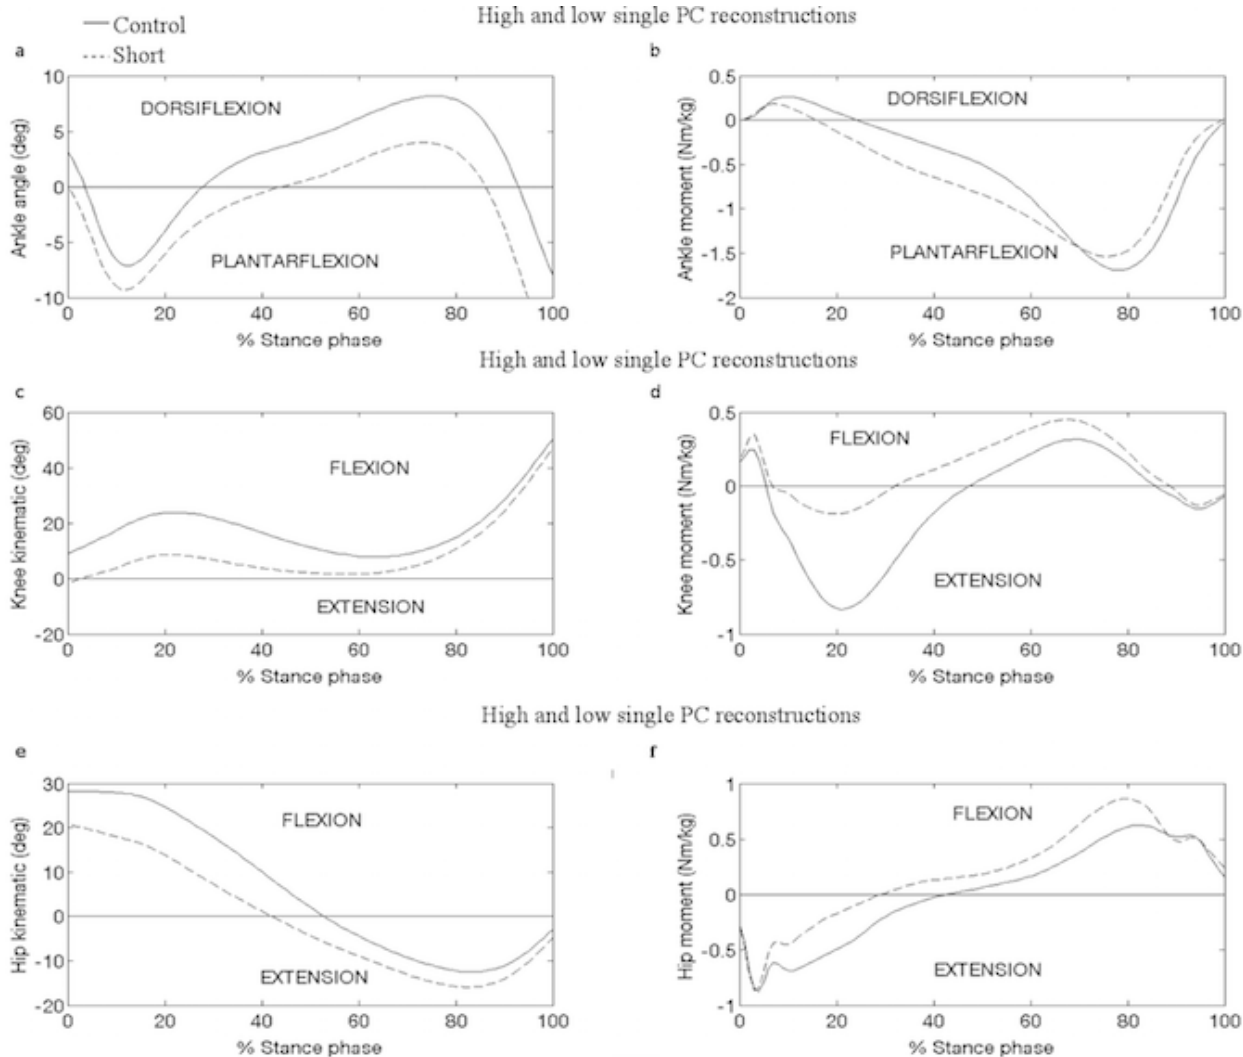 High and low single PC reconstructions
Control
Short
a
10
5
0
-5
-10
Ankle angle (deg)
DORSIFLEXION
PLANTARFLEXION
0 20 40 60 80 100
% Stance phase
b
0.5
0
-0.5
-1
-1.5
-2
Ankle moment (Nm/kg)
DORSIFLEXION
PLANTARFLEXION
0 20 40 60 80 100
% Stance phase
High and low single PC reconstructions
c
60
40
20
0
-20
Knee kinematic (deg)
FLEXION
EXTENSION
0 20 40 60 80 100
% Stance phase
d
0.5
0
-0.5
-1
Knee moment (Nm/kg)
FLEXION
EXTENSION
0 20 40 60 80 100
% Stance phase
High and low single PC reconstructions
e
30
20
10
0
-10
-20
Hip kinematic (deg)
FLEXION
EXTENSION
0 20 40 60 80 100
% Stance phase
f
1
0.5
0
-0.5
-1
Hip moment (Nm/kg)
FLEXION
EXTENSION
0 20 40 60 80 100
% Stance phase